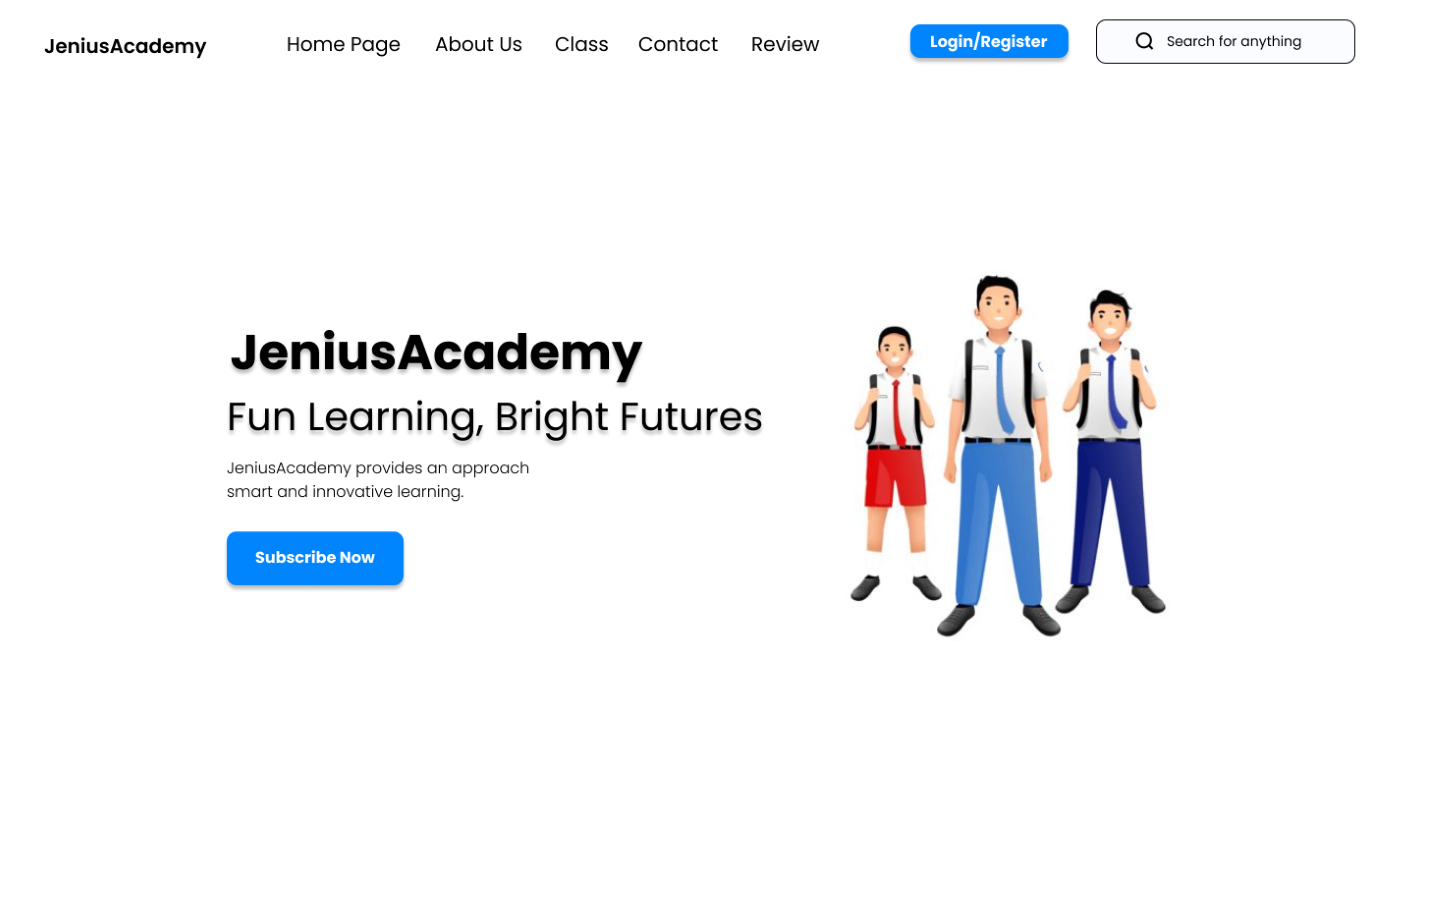 JeniusAcademy
Home Page
About Us
Class
Contact
Review
Login/Register
Search for anything
JeniusAcademy
Fun Learning, Bright Futures
JeniusAcademy provides an approach
smart and innovative learning.
Subscribe Now